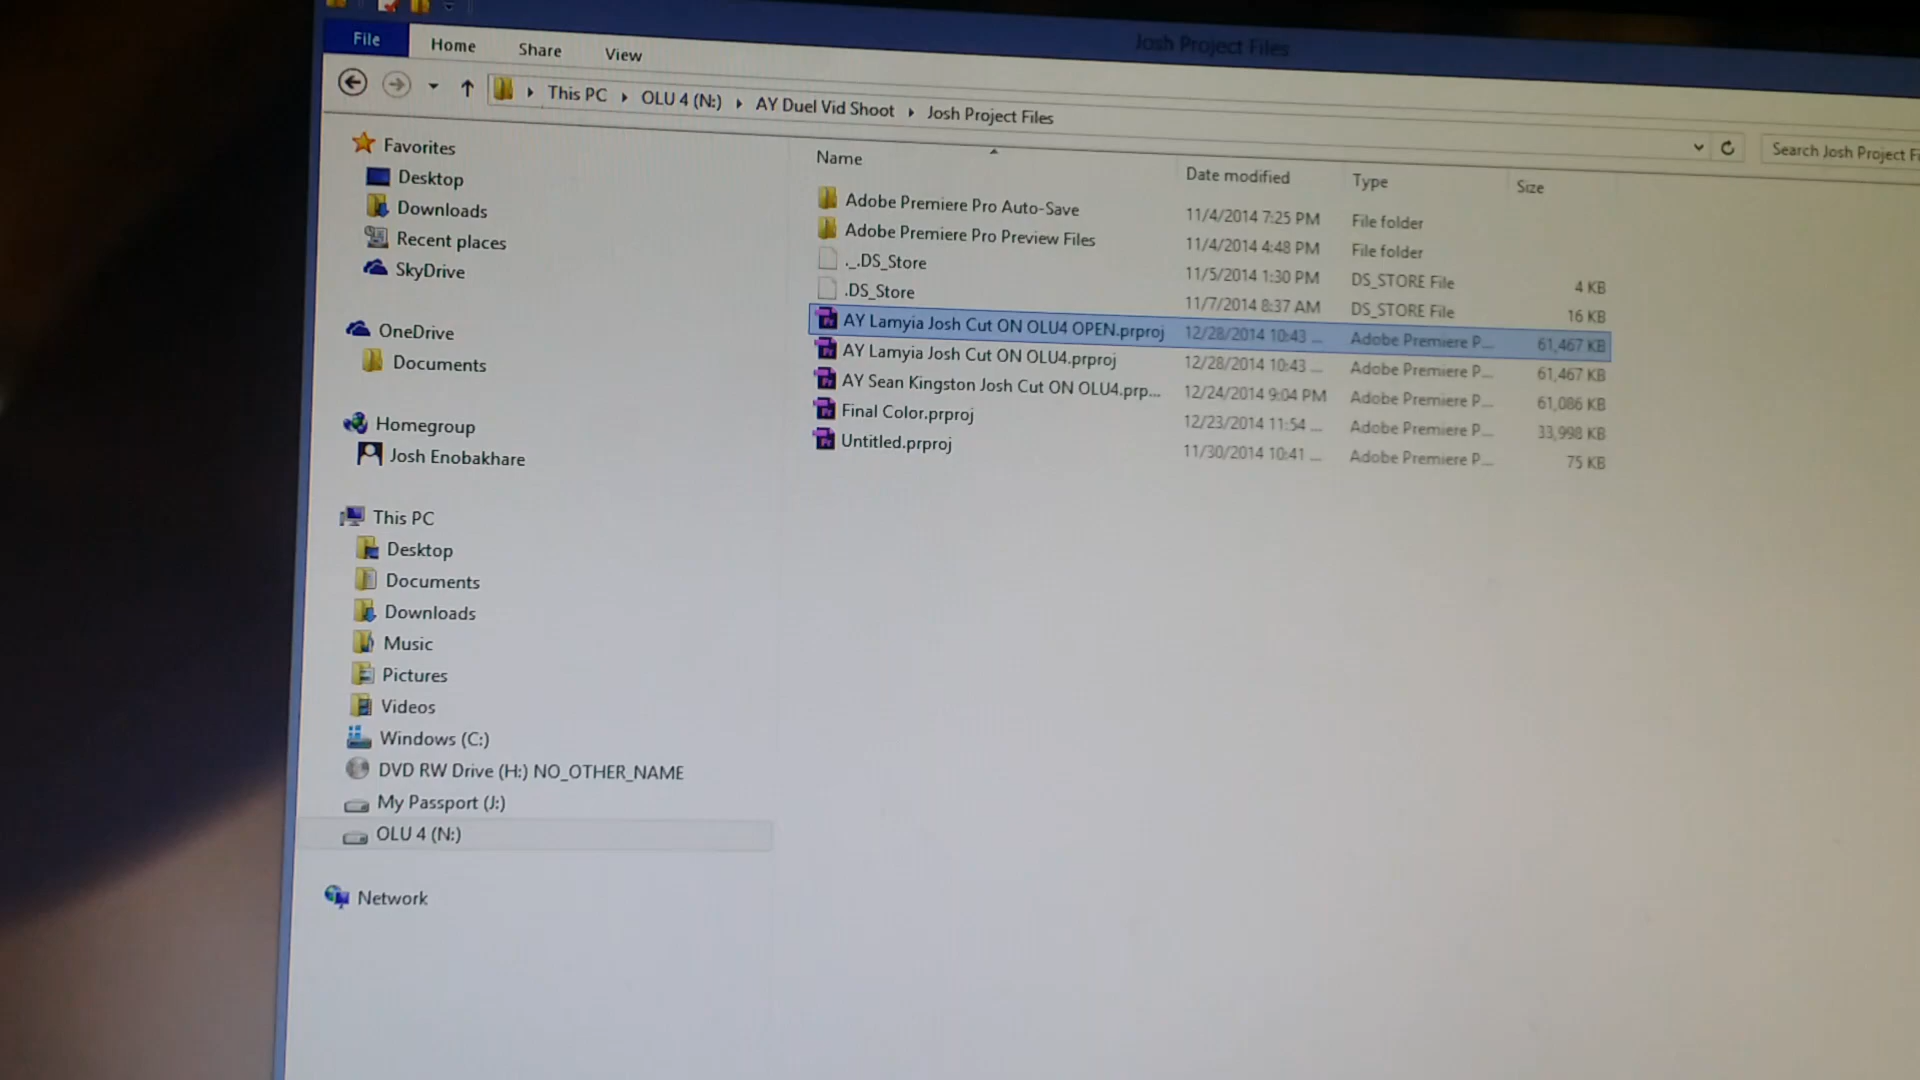 Josh Project Files
File Home Share View
This PC OLU 4 (N:) AY Duel Vid Shoot Josh Project Files
Search Josh Project
Name Date modified Type Size
Adobe Premiere Pro Auto-Save 11/4/2014 7:25 PM File folder
Adobe Premiere Pro Preview Files 11/4/2014 4:48 PM File folder
._.DS_Store 11/5/2014 1:30 PM DS_STORE File 4 KB
.DS_Store 11/7/2014 8:37 AM DS_STORE File 16 KB
AY Lamyia Josh Cut ON OLU4 OPEN.prproj 12/28/2014 10:43 ... Adobe Premiere P... 61,467 KB
AY Lamyia Josh Cut ON OLU4.prproj 12/28/2014 10:43 ... Adobe Premiere P... 61,467 KB
AY Sean Kingston Josh Cut ON OLU4.prp... 12/24/2014 9:04 PM Adobe Premiere P... 61,086 KB
Final Color.prproj 12/23/2014 11:54 ... Adobe Premiere P... 33,998 KB
Untitled.prproj 11/30/2014 10:41 ... Adobe Premiere P... 75 KB
Favorites
Desktop
Downloads
Recent places
SkyDrive
OneDrive
Documents
Homegroup
Josh Enobakhare
This PC
Desktop
Documents
Downloads
Music
Pictures
Videos
Windows (C:)
DVD RW Drive (H:) NO_OTHER_NAME
My Passport (J:)
OLU 4 (N:)
Network